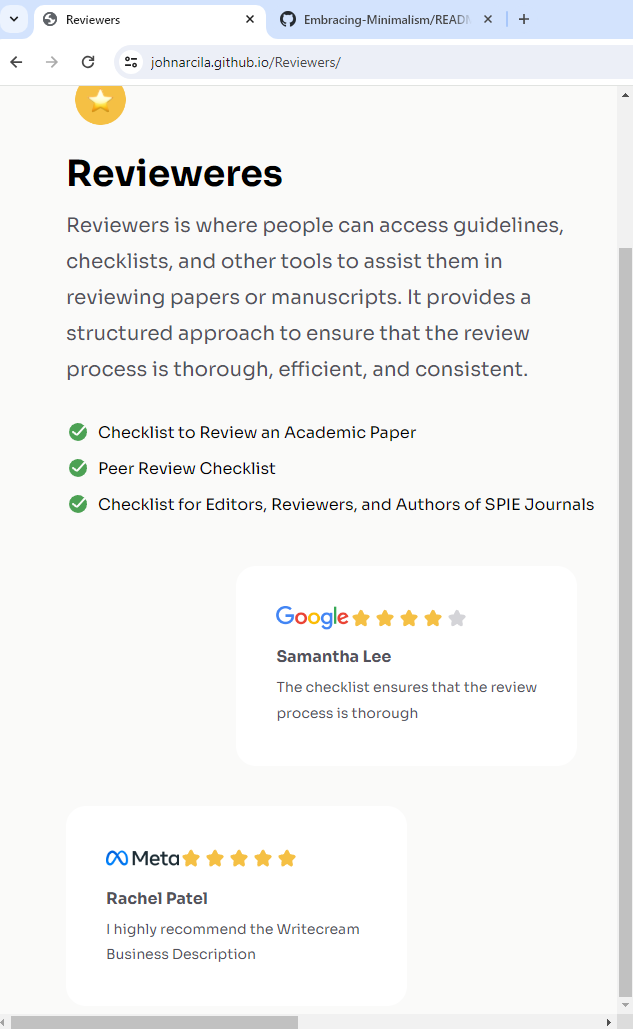 Reviewers
Embracing-Minimalism/READN
johnarcila.github.io/Reviewers/
Revieweres
Reviewers is where people can access guidelines,
checklists, and other tools to assist them in
reviewing papers or manuscripts. It provides a
structured approach to ensure that the review
process is thorough, efficient, and consistent.
Checklist to Review an Academic Paper
Peer Review Checklist
Checklist for Editors, Reviewers, and Authors of SPIE Journals
Google
Samantha Lee
The checklist ensures that the review
process is thorough
Meta
Rachel Patel
I highly recommend the Writecream
Business Description